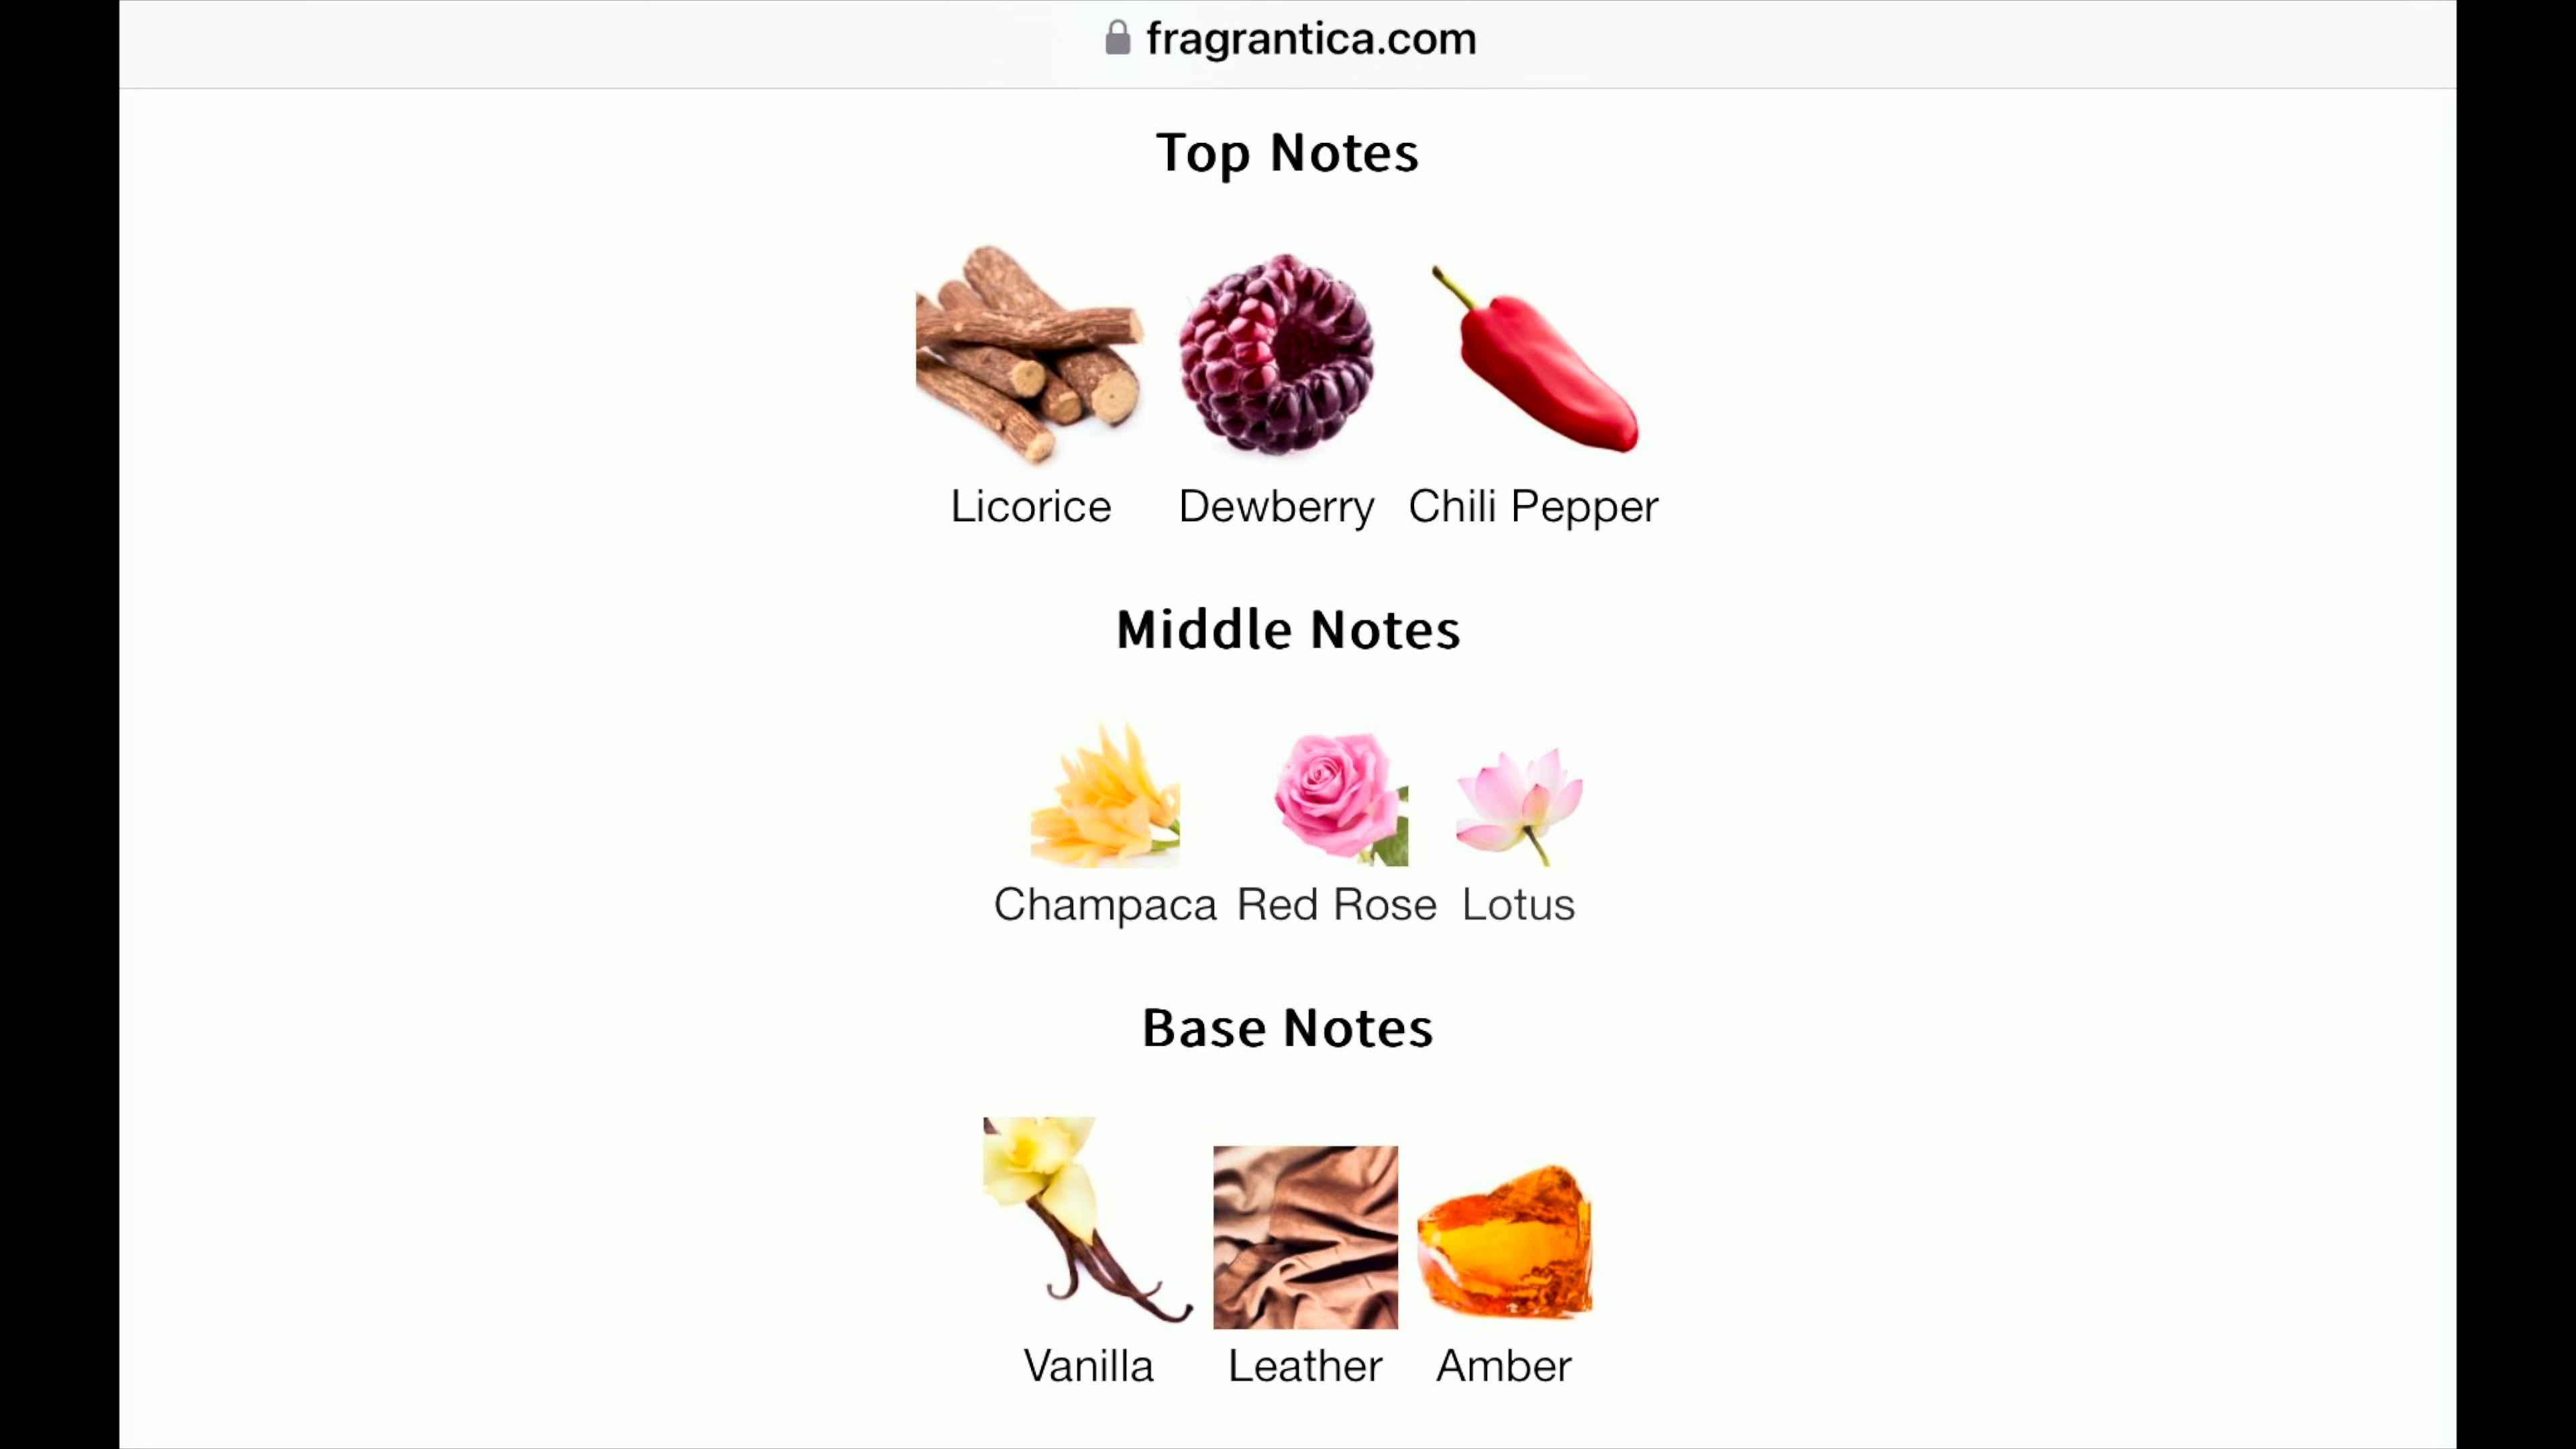 fragrantica.com
Top Notes
Licorice Dewberry Chili Pepper
Middle Notes
Champaca Red Rose Lotus
Base Notes
Vanilla Leather Amber